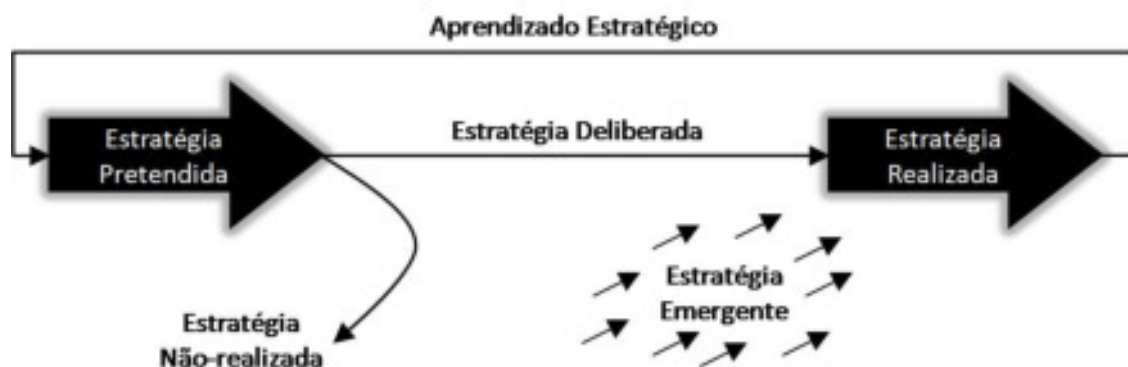 Aprendizado Estratégico
Estratégia
Pretendida
Estratégia Deliberada
Estratégia
Realizada
Estratégia
Emergente
Estratégia
Não-realizada